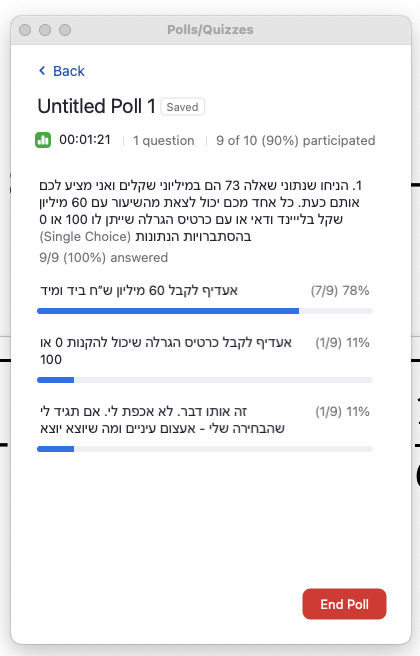 Polls/Quizzes
Back
Untitled Poll 1 Saved
00:01:21 1 question 9 of 10 (90%) participated
1. הניחו שנתוני שאלה 73 הם במיליוני שקלים ואני מציע לכם
אותם כעת. כל אחד מכם יכול לצאת מהשיעור עם 60 מיליון
שקל בליינד ודאי או עם כרטיס הגרלה שייתן לו 100 או 0
בהסתברויות הנתונות (Single Choice)
9/9 (100%) answered
אעדיף לקבל 60 מיליון ש"ח ביד ומיד (7/9) 78%
אעדיף לקבל כרטיס הגרלה שיכול להקנות 0 או (1/9) 11%
100
זה אותו דבר. לא אכפת לי. אם תגיד לי (1/9) 11%
שהבחירה שלי - אעצום עיניים ומה שיוצא יוצא
End Poll